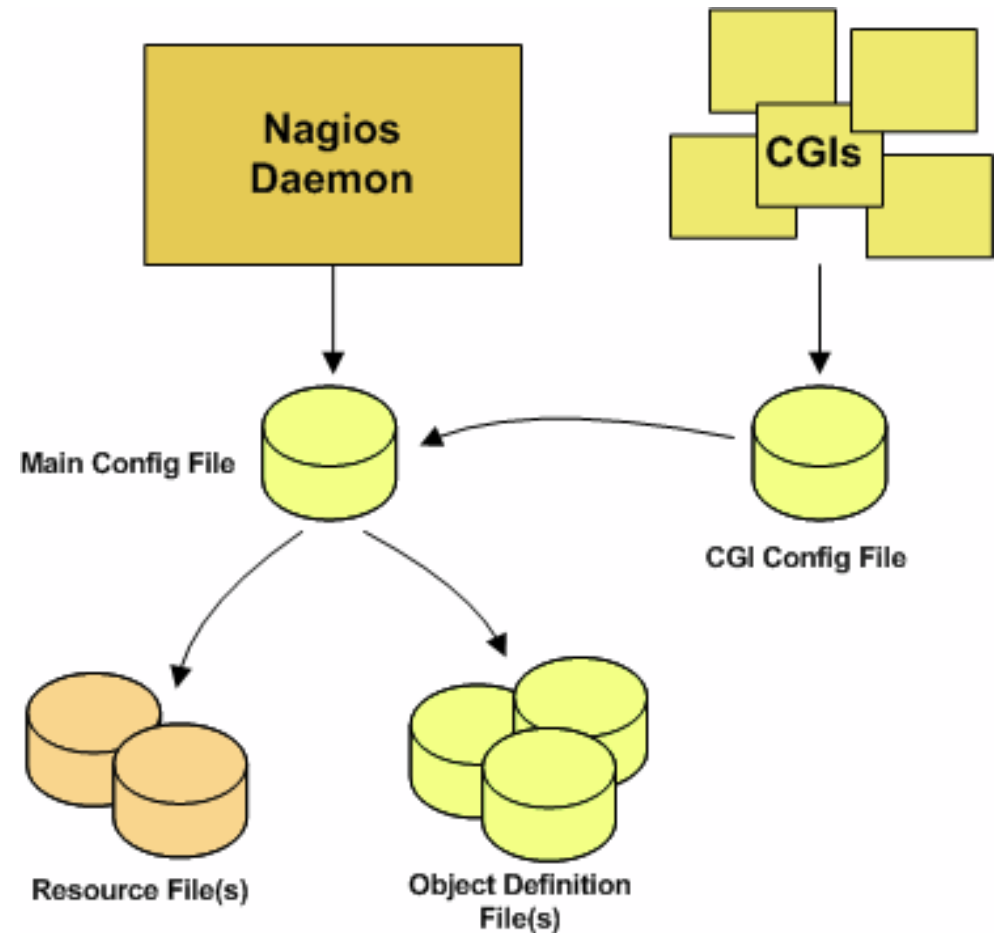 Nagios
Daemon
CGIs
Main Config File
CGI Config File
Resource File(s)
Object Definition
File(s)